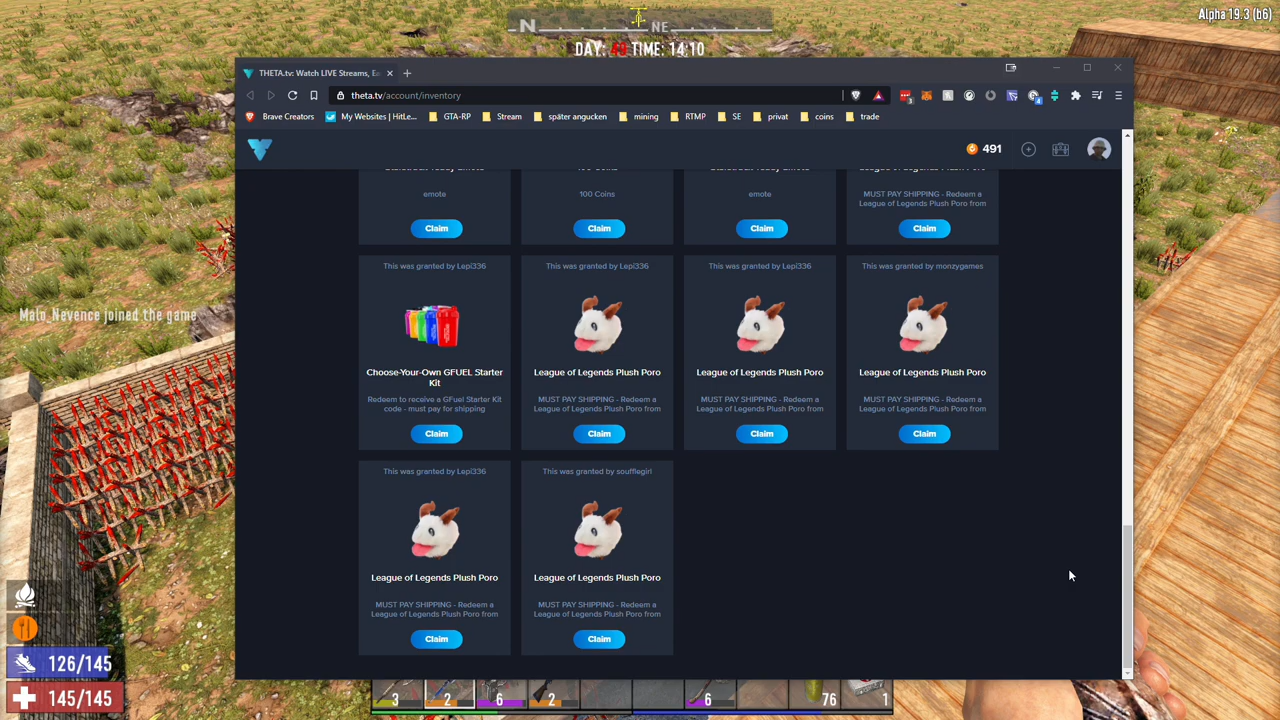 Alpha 19.3 (b6)
N
NE
DAY: 49 TIME: 14:10
THETA.tv: Watch LIVE Streams, Ea
theta.tv/account/inventory
3
4
Brave Creators
My Websites | HitLe...
GTA-RP
Stream
später angucken
mining
RTMP
SE
privat
coins
trade
491
emote
100 Coins
emote
MUST PAY SHIPPING - Redeem a
League of Legends Plush Poro from
Claim
Claim
Claim
Claim
This was granted by Lepi336
Choose-Your-Own GFUEL Starter
Kit
Redeem to receive a GFuel Starter Kit
code - must pay for shipping
Claim
This was granted by Lepi336
League of Legends Plush Poro
MUST PAY SHIPPING - Redeem a
League of Legends Plush Poro from
Claim
This was granted by Lepi336
League of Legends Plush Poro
MUST PAY SHIPPING - Redeem a
League of Legends Plush Poro from
Claim
This was granted by monzygames
League of Legends Plush Poro
MUST PAY SHIPPING - Redeem a
League of Legends Plush Poro from
Claim
This was granted by Lepi336
League of Legends Plush Poro
MUST PAY SHIPPING - Redeem a
League of Legends Plush Poro from
Claim
This was granted by soufflegirl
League of Legends Plush Poro
MUST PAY SHIPPING - Redeem a
League of Legends Plush Poro from
Claim
Malo_Nevence joined the game
126/145
145/145
3
2
6
2
6
76
1